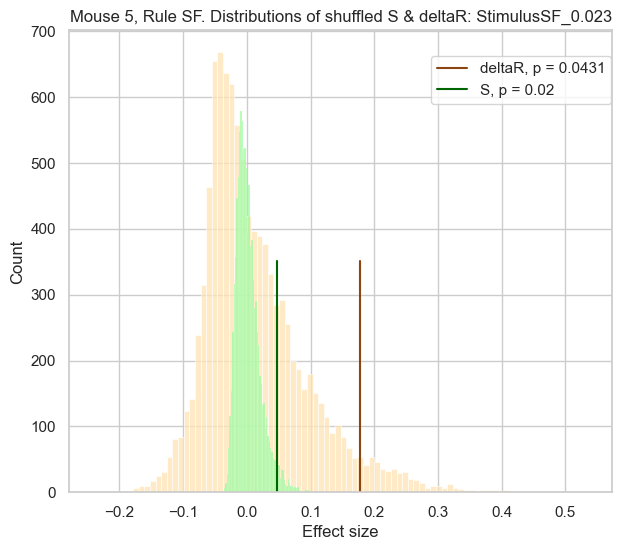 Mouse 5, Rule SF. Distributions of shuffled S & deltaR: StimulusSF_0.023
700
600
500
400
300
200
100
0
Count
deltaR, p = 0.0431
S, p = 0.02
−0.2 −0.1 0.0 0.1 0.2 0.3 0.4 0.5
Effect size